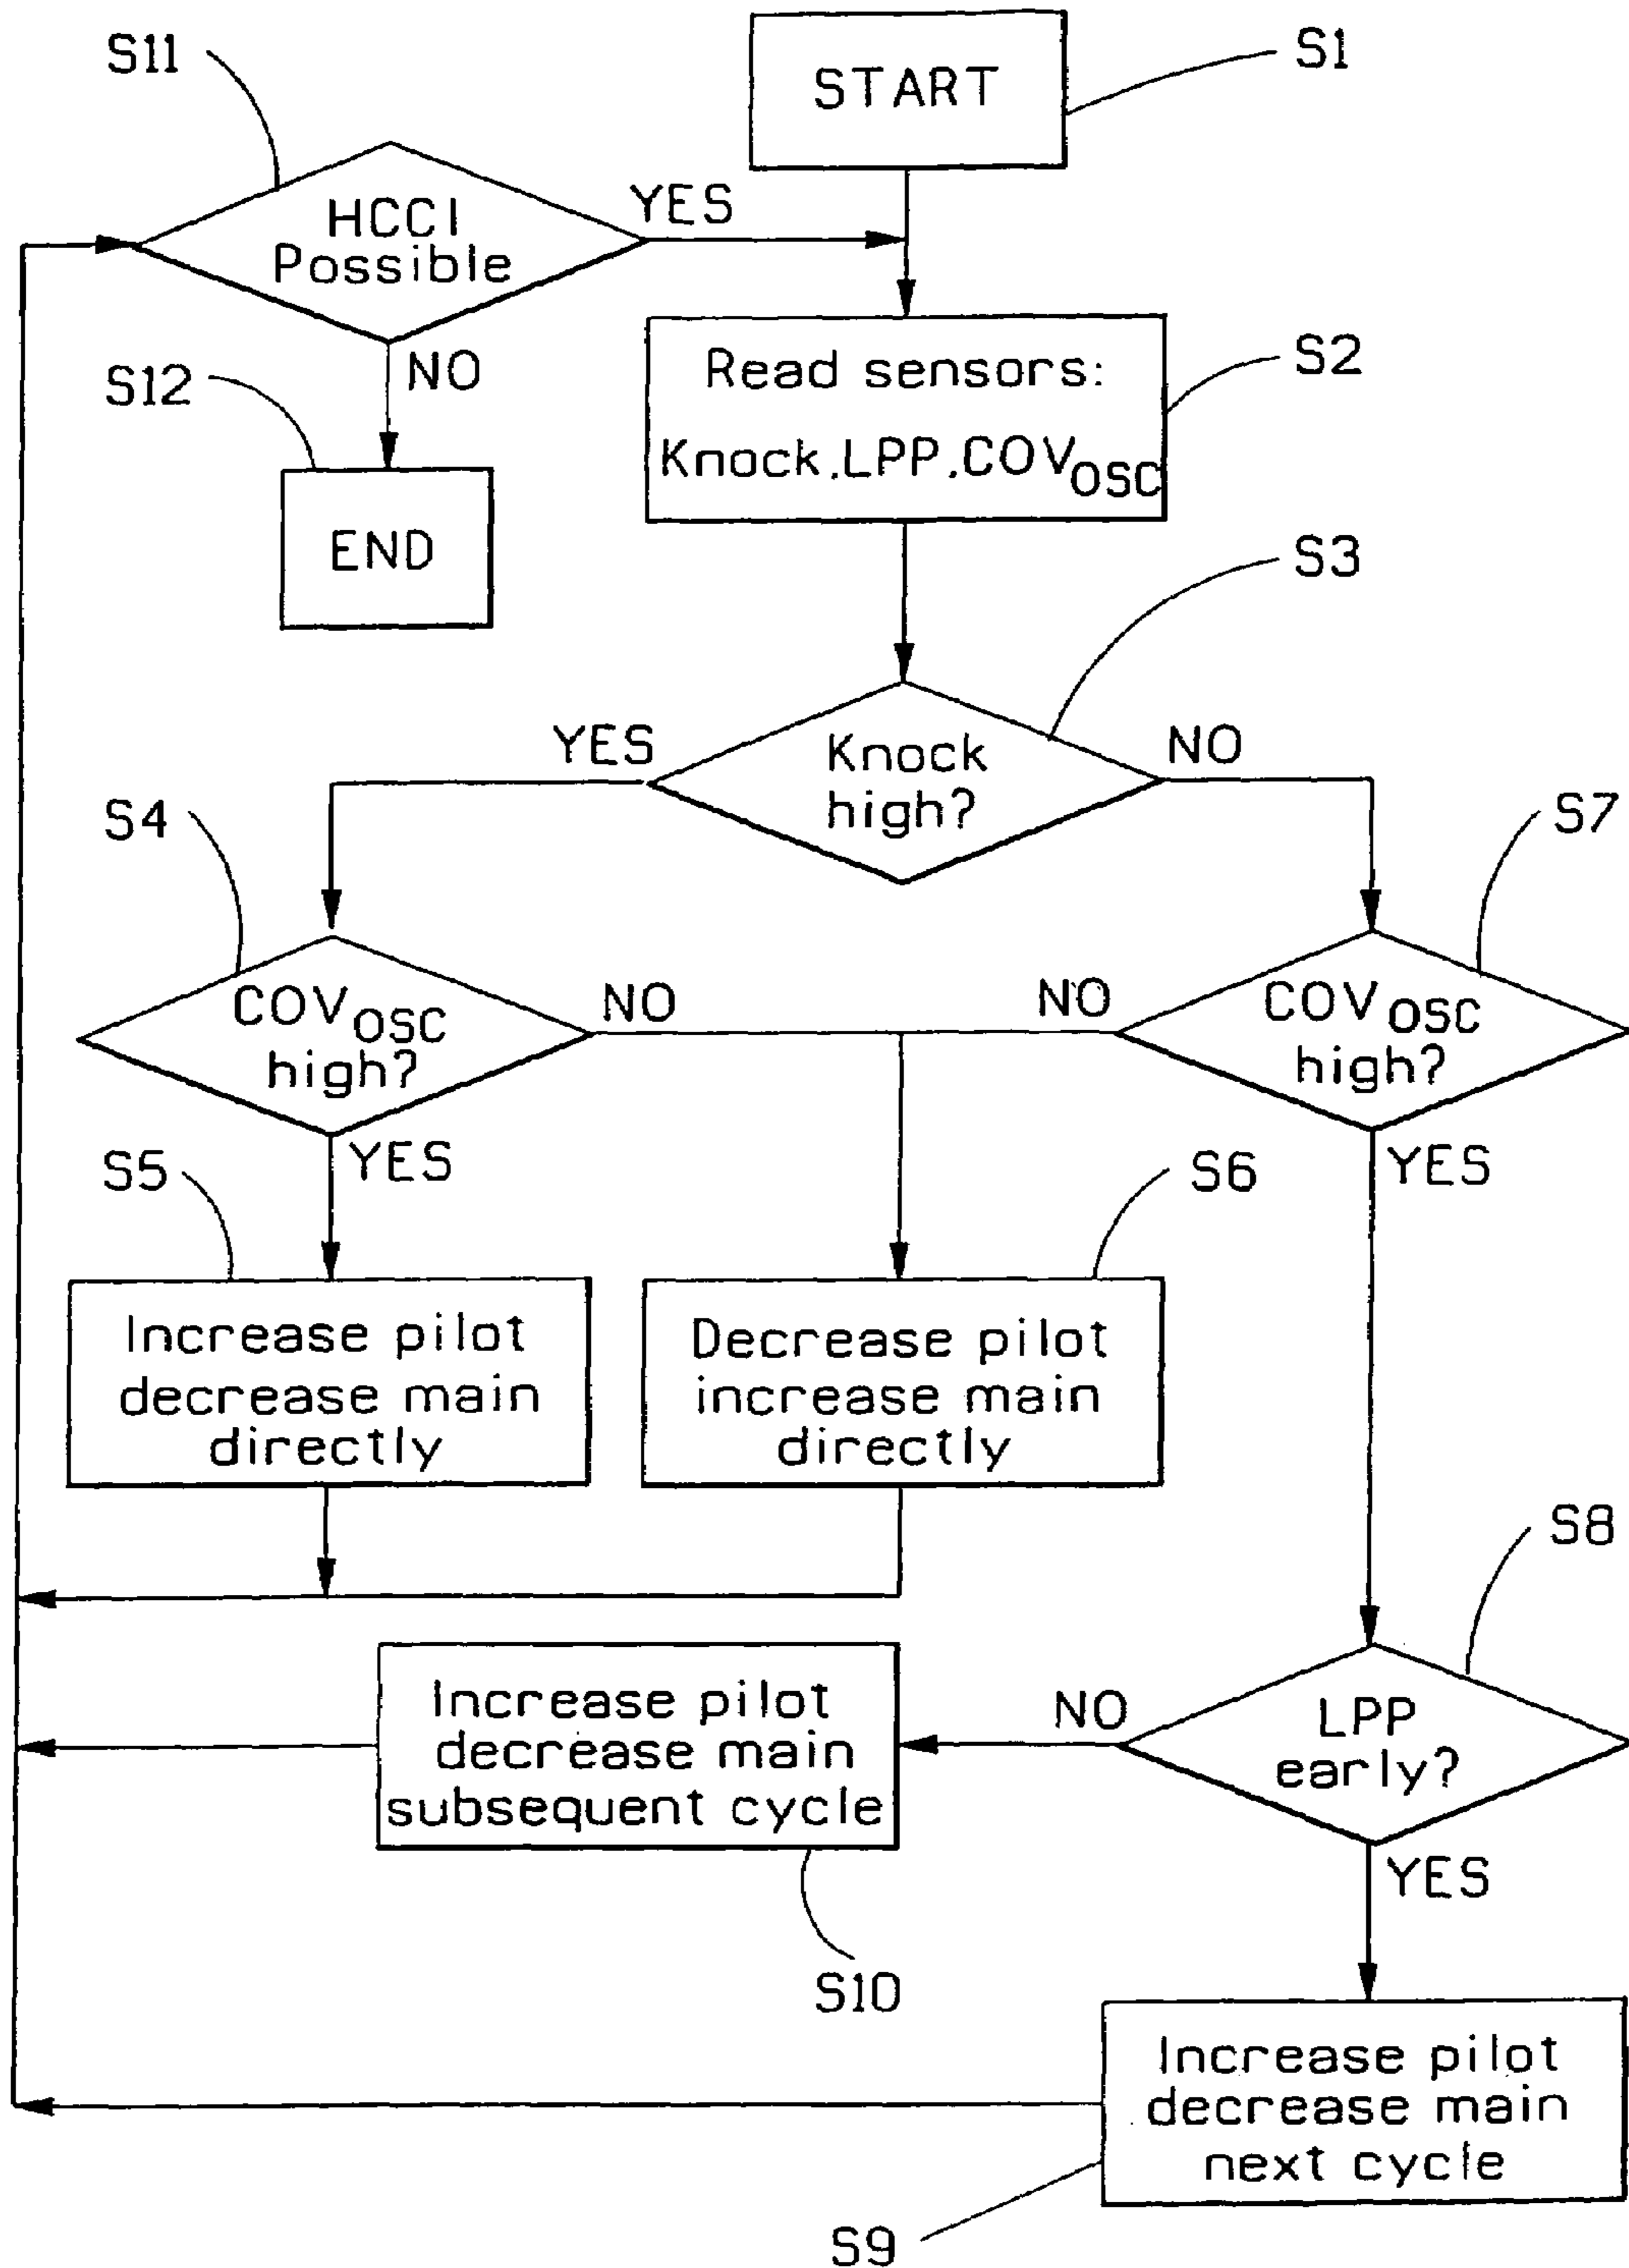 S11
START
S1
HCCI
Possible
YES
NO
S12
END
Read sensors:
Knock,LPP,COVOSC
S2
S3
YES
Knock
high?
NO
S4
S7
COVOSC
high?
NO
NO
COVOSC
high?
YES
YES
S5
S6
Increase pilot
decrease main
directly
Decrease pilot
increase main
directly
S8
Increase pilot
decrease main
subsequent cycle
NO
LPP
early?
YES
S10
Increase pilot
decrease main
next cycle
S9